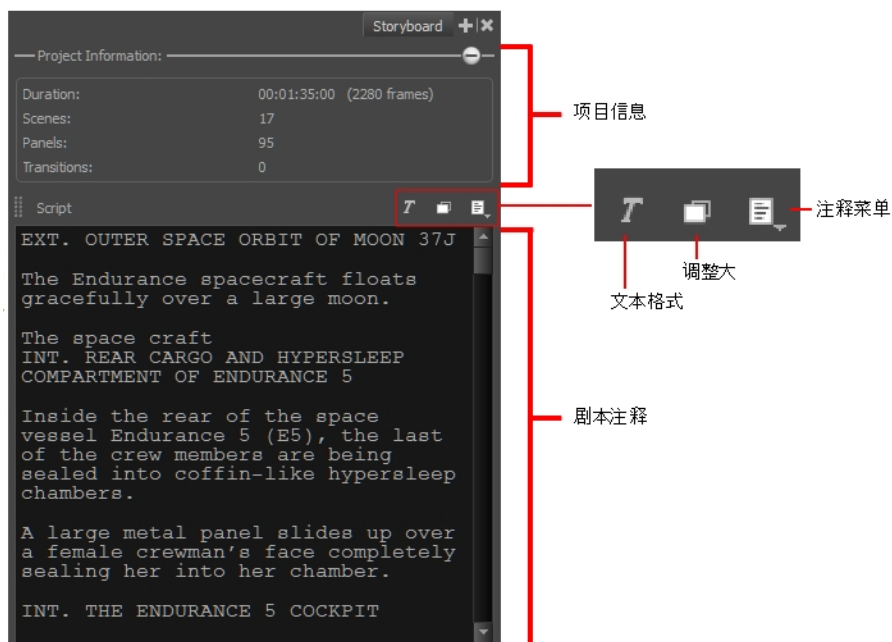 Storyboard
Project Information:
Duration: 00:01:35:00 (2280 frames)
Scenes: 17
Panels: 95
Transitions: 0
项目信息
Script
注释菜单
调整大
文本格式
EXT. OUTER SPACE ORBIT OF MOON 37J
The Endurance spacecraft floats
gracefully over a large moon.
The space craft
INT. REAR CARGO AND HYPERSLEEP
COMPARTMENT OF ENDURANCE 5
Inside the rear of the space
vessel Endurance 5 (E5), the last
of the crew members are being
sealed into coffin-like hypersleep
chambers.
A large metal panel slides up over
a female crewman's face completely
sealing her into her chamber.
INT. THE ENDURANCE 5 COCKPIT
剧本注释